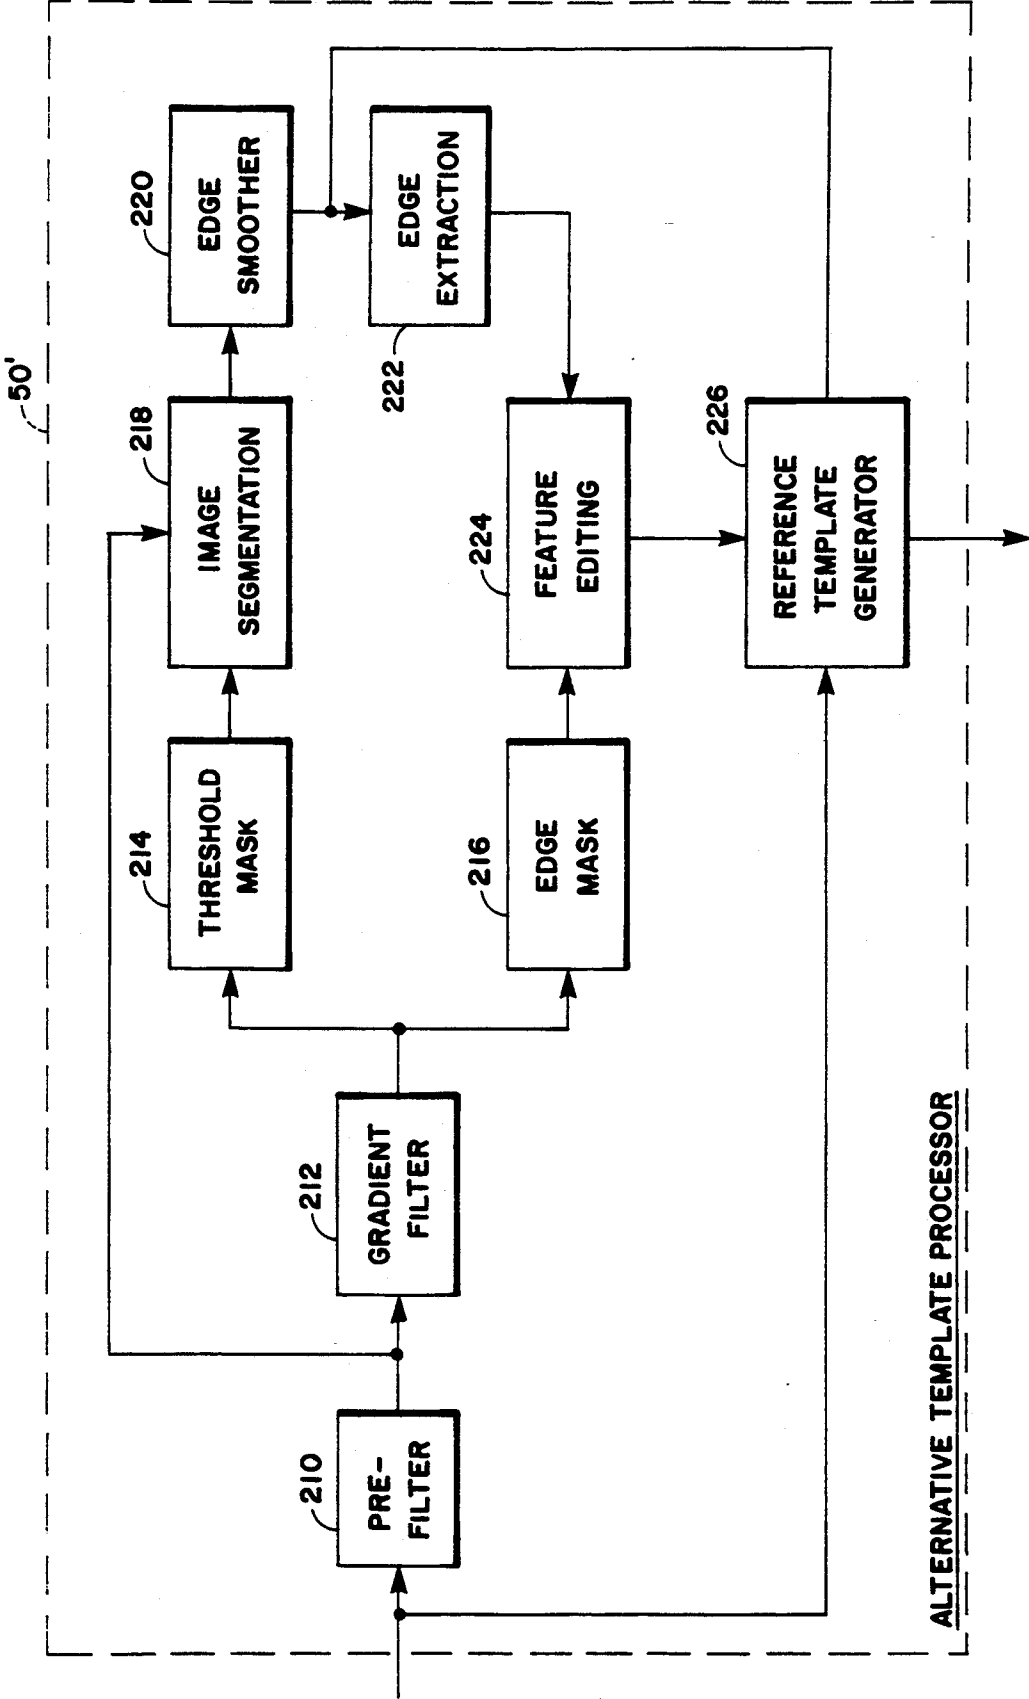 50'
220
EDGE
SMOOTHER
218
IMAGE
SEGMENTATION
214
THRESHOLD
MASK
222
EDGE
EXTRACTION
212
GRADIENT
FILTER
210
PRE-
FILTER
216
EDGE
MASK
224
FEATURE
EDITING
226
REFERENCE
TEMPLATE
GENERATOR
ALTERNATIVE TEMPLATE PROCESSOR